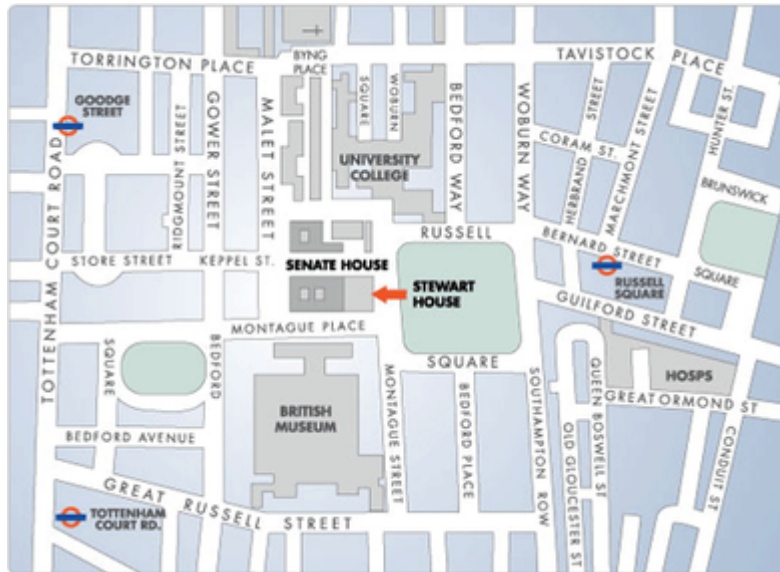 TORRINGTON PLACE
BYNG
PLACE
TAVISTOCK PLACE
GOODGE
STREET
RIDGMOUNT STREET
GOWER STREET
MALET STREET
SQUARE
WOBURN
BEDFORD WAY
WOBURN WAY
HERBRAND STREET
MARCHMONT STREET
HUNTER ST.
CORAM ST.
UNIVERSITY
COLLEGE
TOTTENHAM COURT ROAD
BRUNSWICK
SQUARE
RUSSELL
BERNARD STREET
STORE STREET
KEPPEL ST.
SENATE HOUSE
STEWART
HOUSE
RUSSELL
SQUARE
GUILFORD STREET
MONTAGUE PLACE
SQUARE
SQUARE
BEDFORD
HOSPS
GREAT ORMOND ST
BRITISH
MUSEUM
MONTAGUE STREET
BEDFORD PLACE
SOUTHAMPTON ROW
QUEEN BOSWELL ST
OLD GLOUCESTER ST
CONDUIT ST.
BEDFORD AVENUE
GREAT RUSSELL STREET
TOTTENHAM
COURT RD.